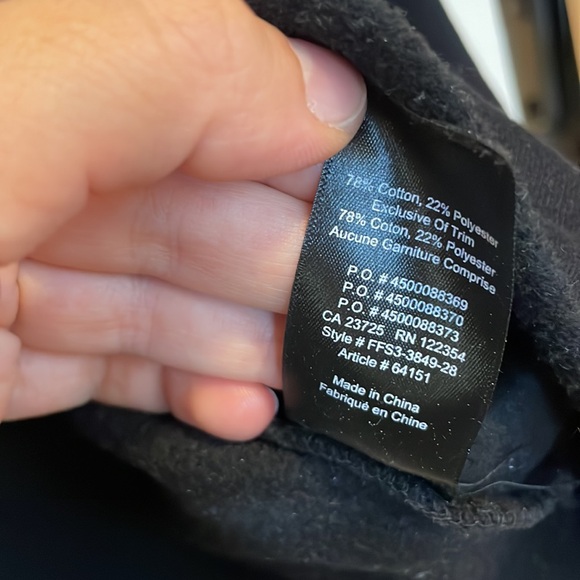 78% Cotton, 22% Polyester
Exclusive Of Trim
78% Coton, 22% Polyester
Aucune Garniture Comprise
P.O. # 4500088369
P.O. # 4500088370
P.O. # 4500088373
CA 23725 RN 122354
Style # FFS3-3849-28
Article # 64151
Made in China
Fabriqué en Chine